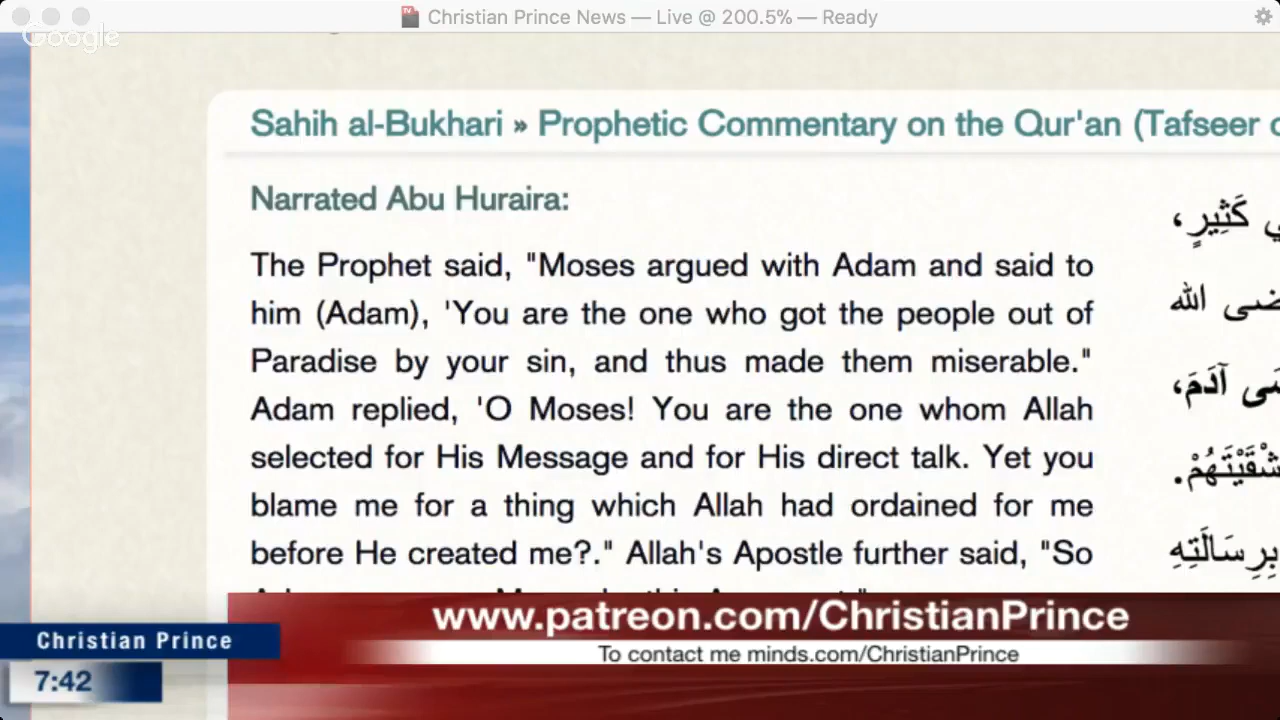 Christian Prince News — Live @ 200.5% — Ready
Google
Sahih al-Bukhari » Prophetic Commentary on the Qur'an (Tafseer
Narrated Abu Huraira:
The Prophet said, "Moses argued with Adam and said to
him (Adam), 'You are the one who got the people out of
Paradise by your sin, and thus made them miserable."
Adam replied, 'O Moses! You are the one whom Allah
selected for His Message and for His direct talk. Yet you
blame me for a thing which Allah had ordained for me
before He created me?." Allah's Apostle further said, "So
كَثِيرٍ،
الله
آدَمَ،
بِرِسَالَتِهِ
www.patreon.com/ChristianPrince
To contact me minds.com/ChristianPrince
Christian Prince
7:42